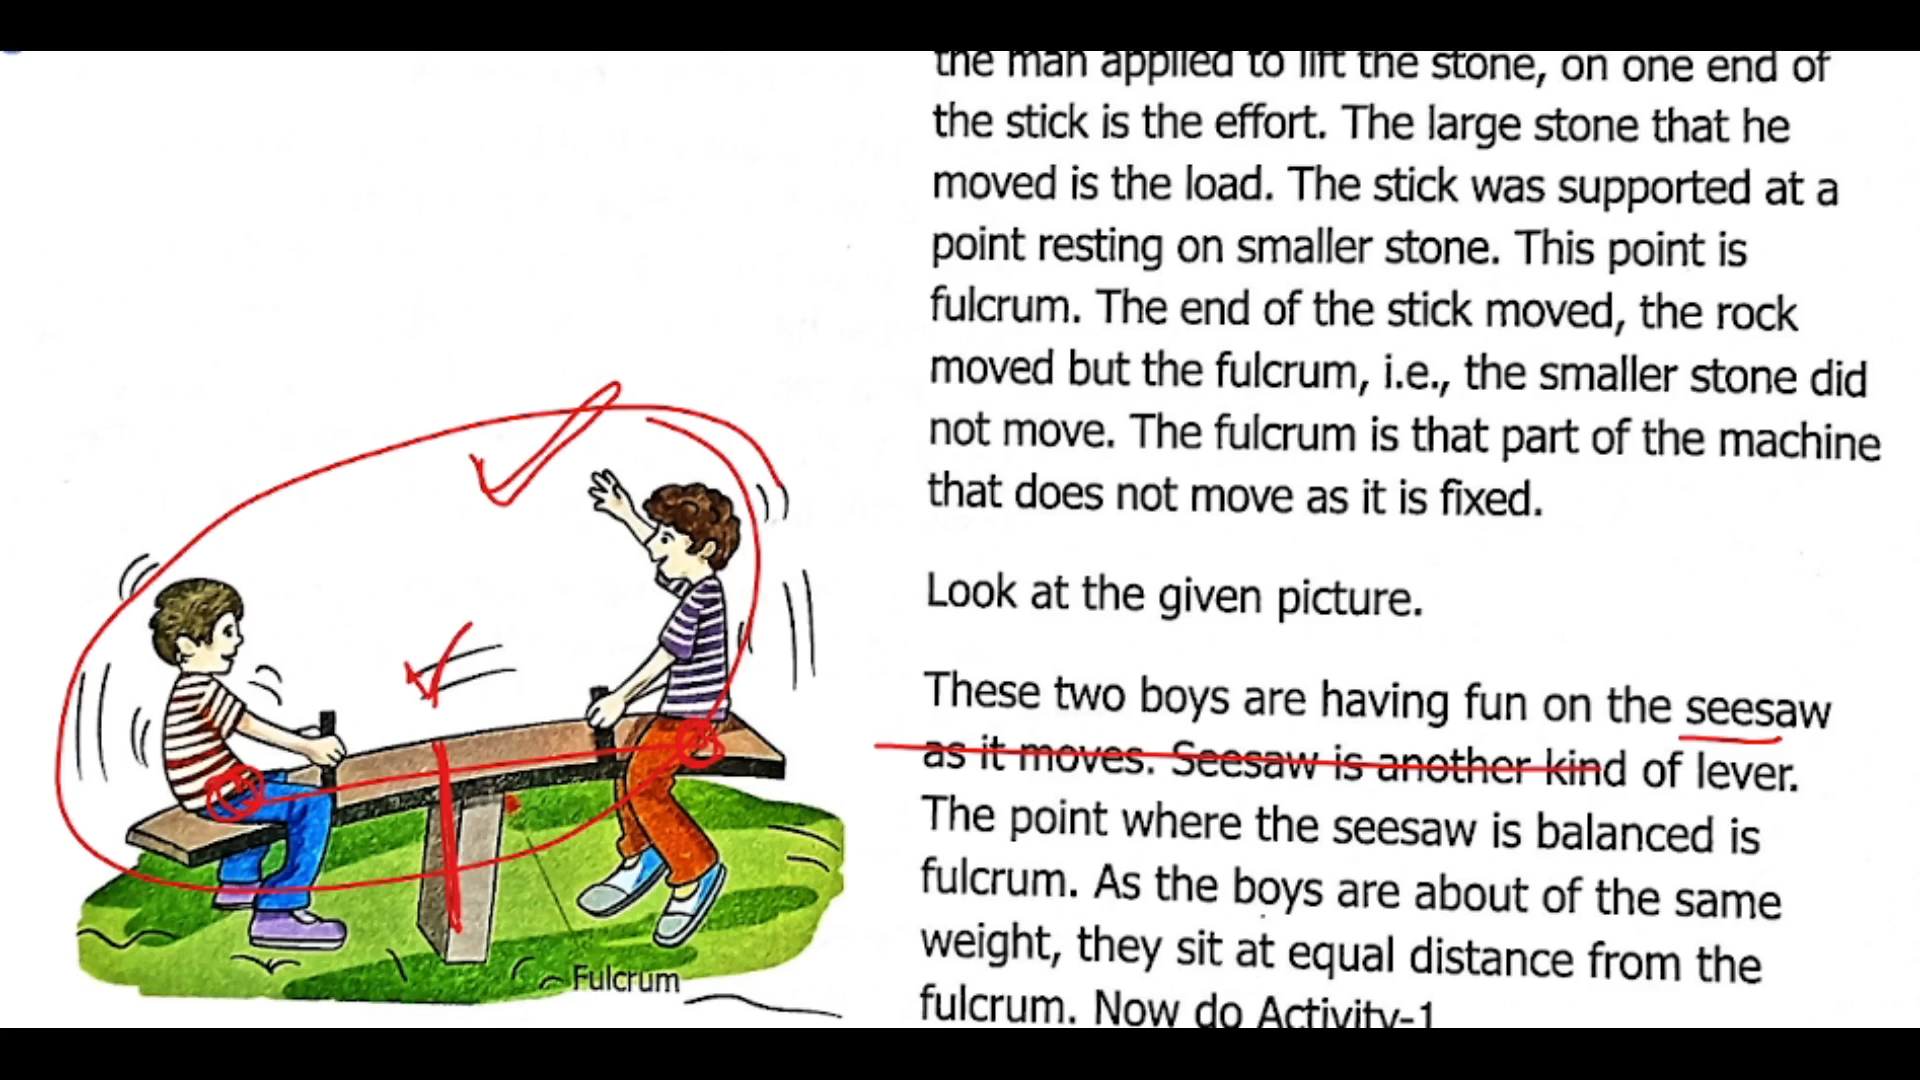 the man applied to lift the stone, on one end of
the stick is the effort. The large stone that he
moved is the load. The stick was supported at a
point resting on smaller stone. This point is
fulcrum. The end of the stick moved, the rock
moved but the fulcrum, i.e., the smaller stone did
not move. The fulcrum is that part of the machine
that does not move as it is fixed.
Look at the given picture.
These two boys are having fun on the seesaw
as it moves. Seesaw is another kind of lever.
The point where the seesaw is balanced is
fulcrum. As the boys are about of the same
weight, they sit at equal distance from the
fulcrum. Now do Activity-1
Fulcrum